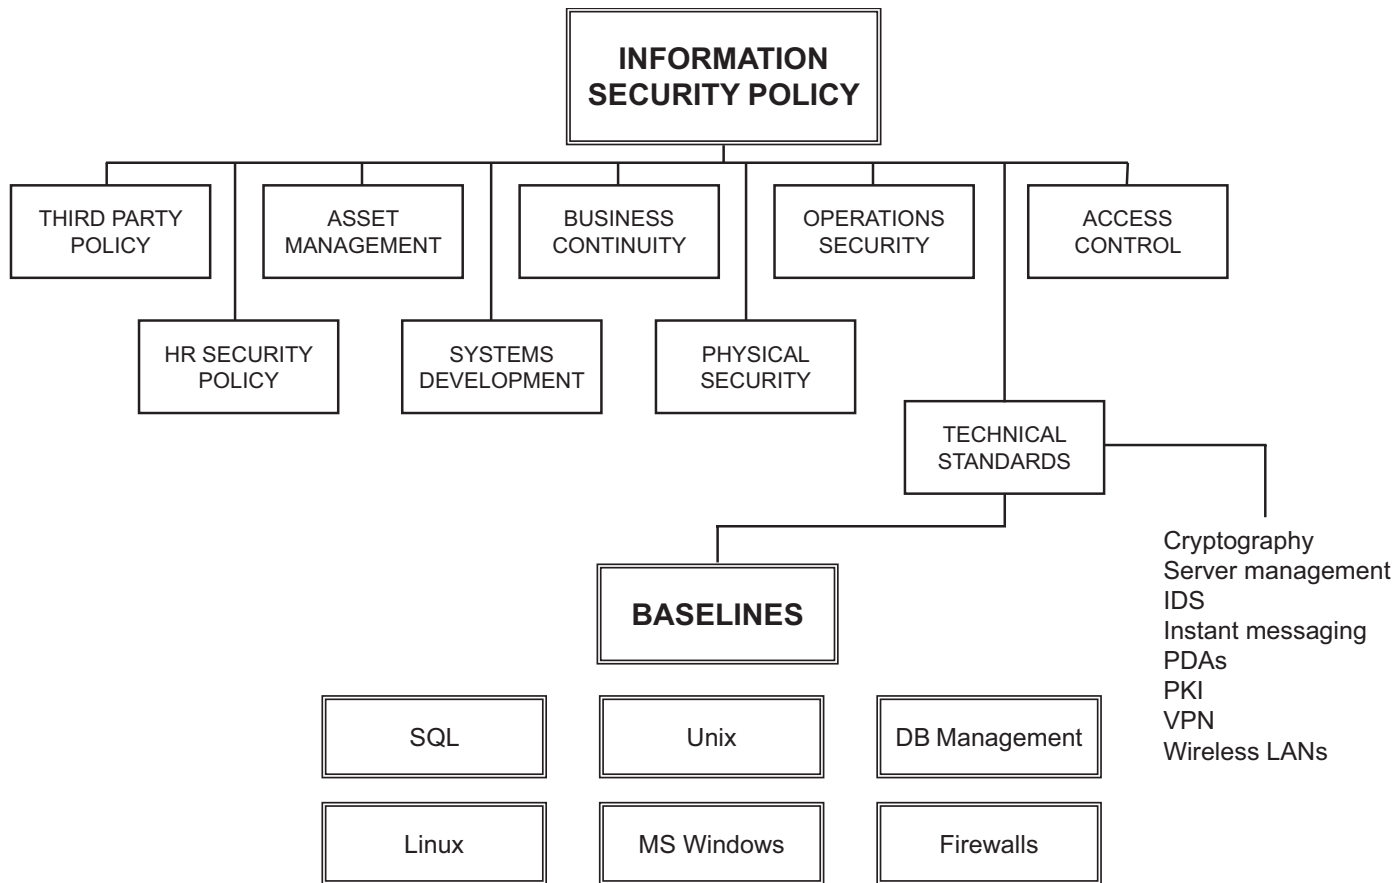 INFORMATION
SECURITY POLICY
THIRD PARTY
POLICY
ASSET
MANAGEMENT
BUSINESS
CONTINUITY
OPERATIONS
SECURITY
ACCESS
CONTROL
HR SECURITY
POLICY
SYSTEMS
DEVELOPMENT
PHYSICAL
SECURITY
TECHNICAL
STANDARDS
Cryptography
Server management
IDS
Instant messaging
PDAs
PKI
VPN
Wireless LANs
BASELINES
SQL
Unix
DB Management
Linux
MS Windows
Firewalls